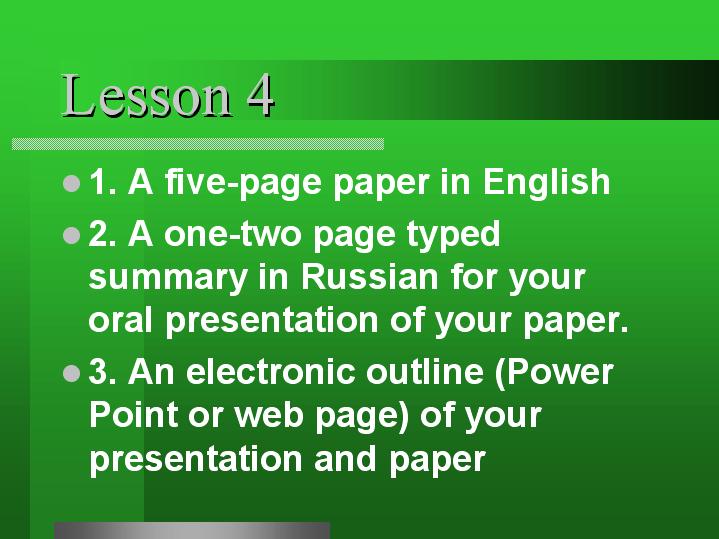 Lesson 4
1. A five-page paper in English
2. A one-two page typed
summary in Russian for your
oral presentation of your paper.
3. An electronic outline (Power
Point or web page) of your
presentation and paper